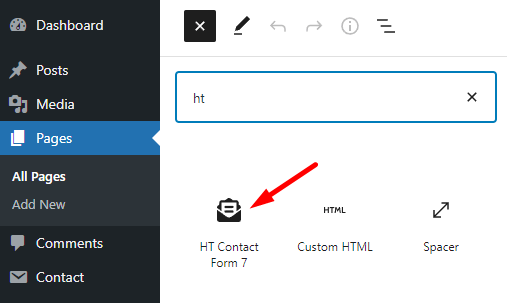 Dashboard
Posts
Media
Pages
All Pages
Add New
Comments
Contact
ht
HT Contact
Form 7
HTML
Custom HTML
Spacer